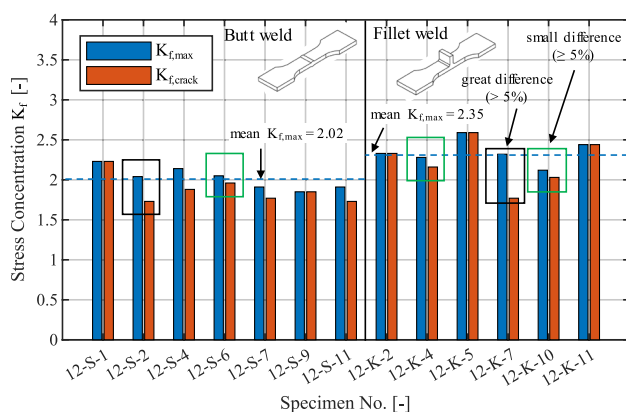 Butt weld
Fillet weld
K_f,max
K_f,crack
small difference
(≥ 5%)
great difference
(> 5%)
mean K_f,max = 2.02
mean K_f,max = 2.35
Stress Concentration K_f [-]
4
3.5
3
2.5
2
1.5
1
0.5
0
12-S-1
12-S-2
12-S-4
12-S-6
12-S-7
12-S-9
12-S-11
12-K-2
12-K-4
12-K-5
12-K-7
12-K-10
12-K-11
Specimen No. [-]